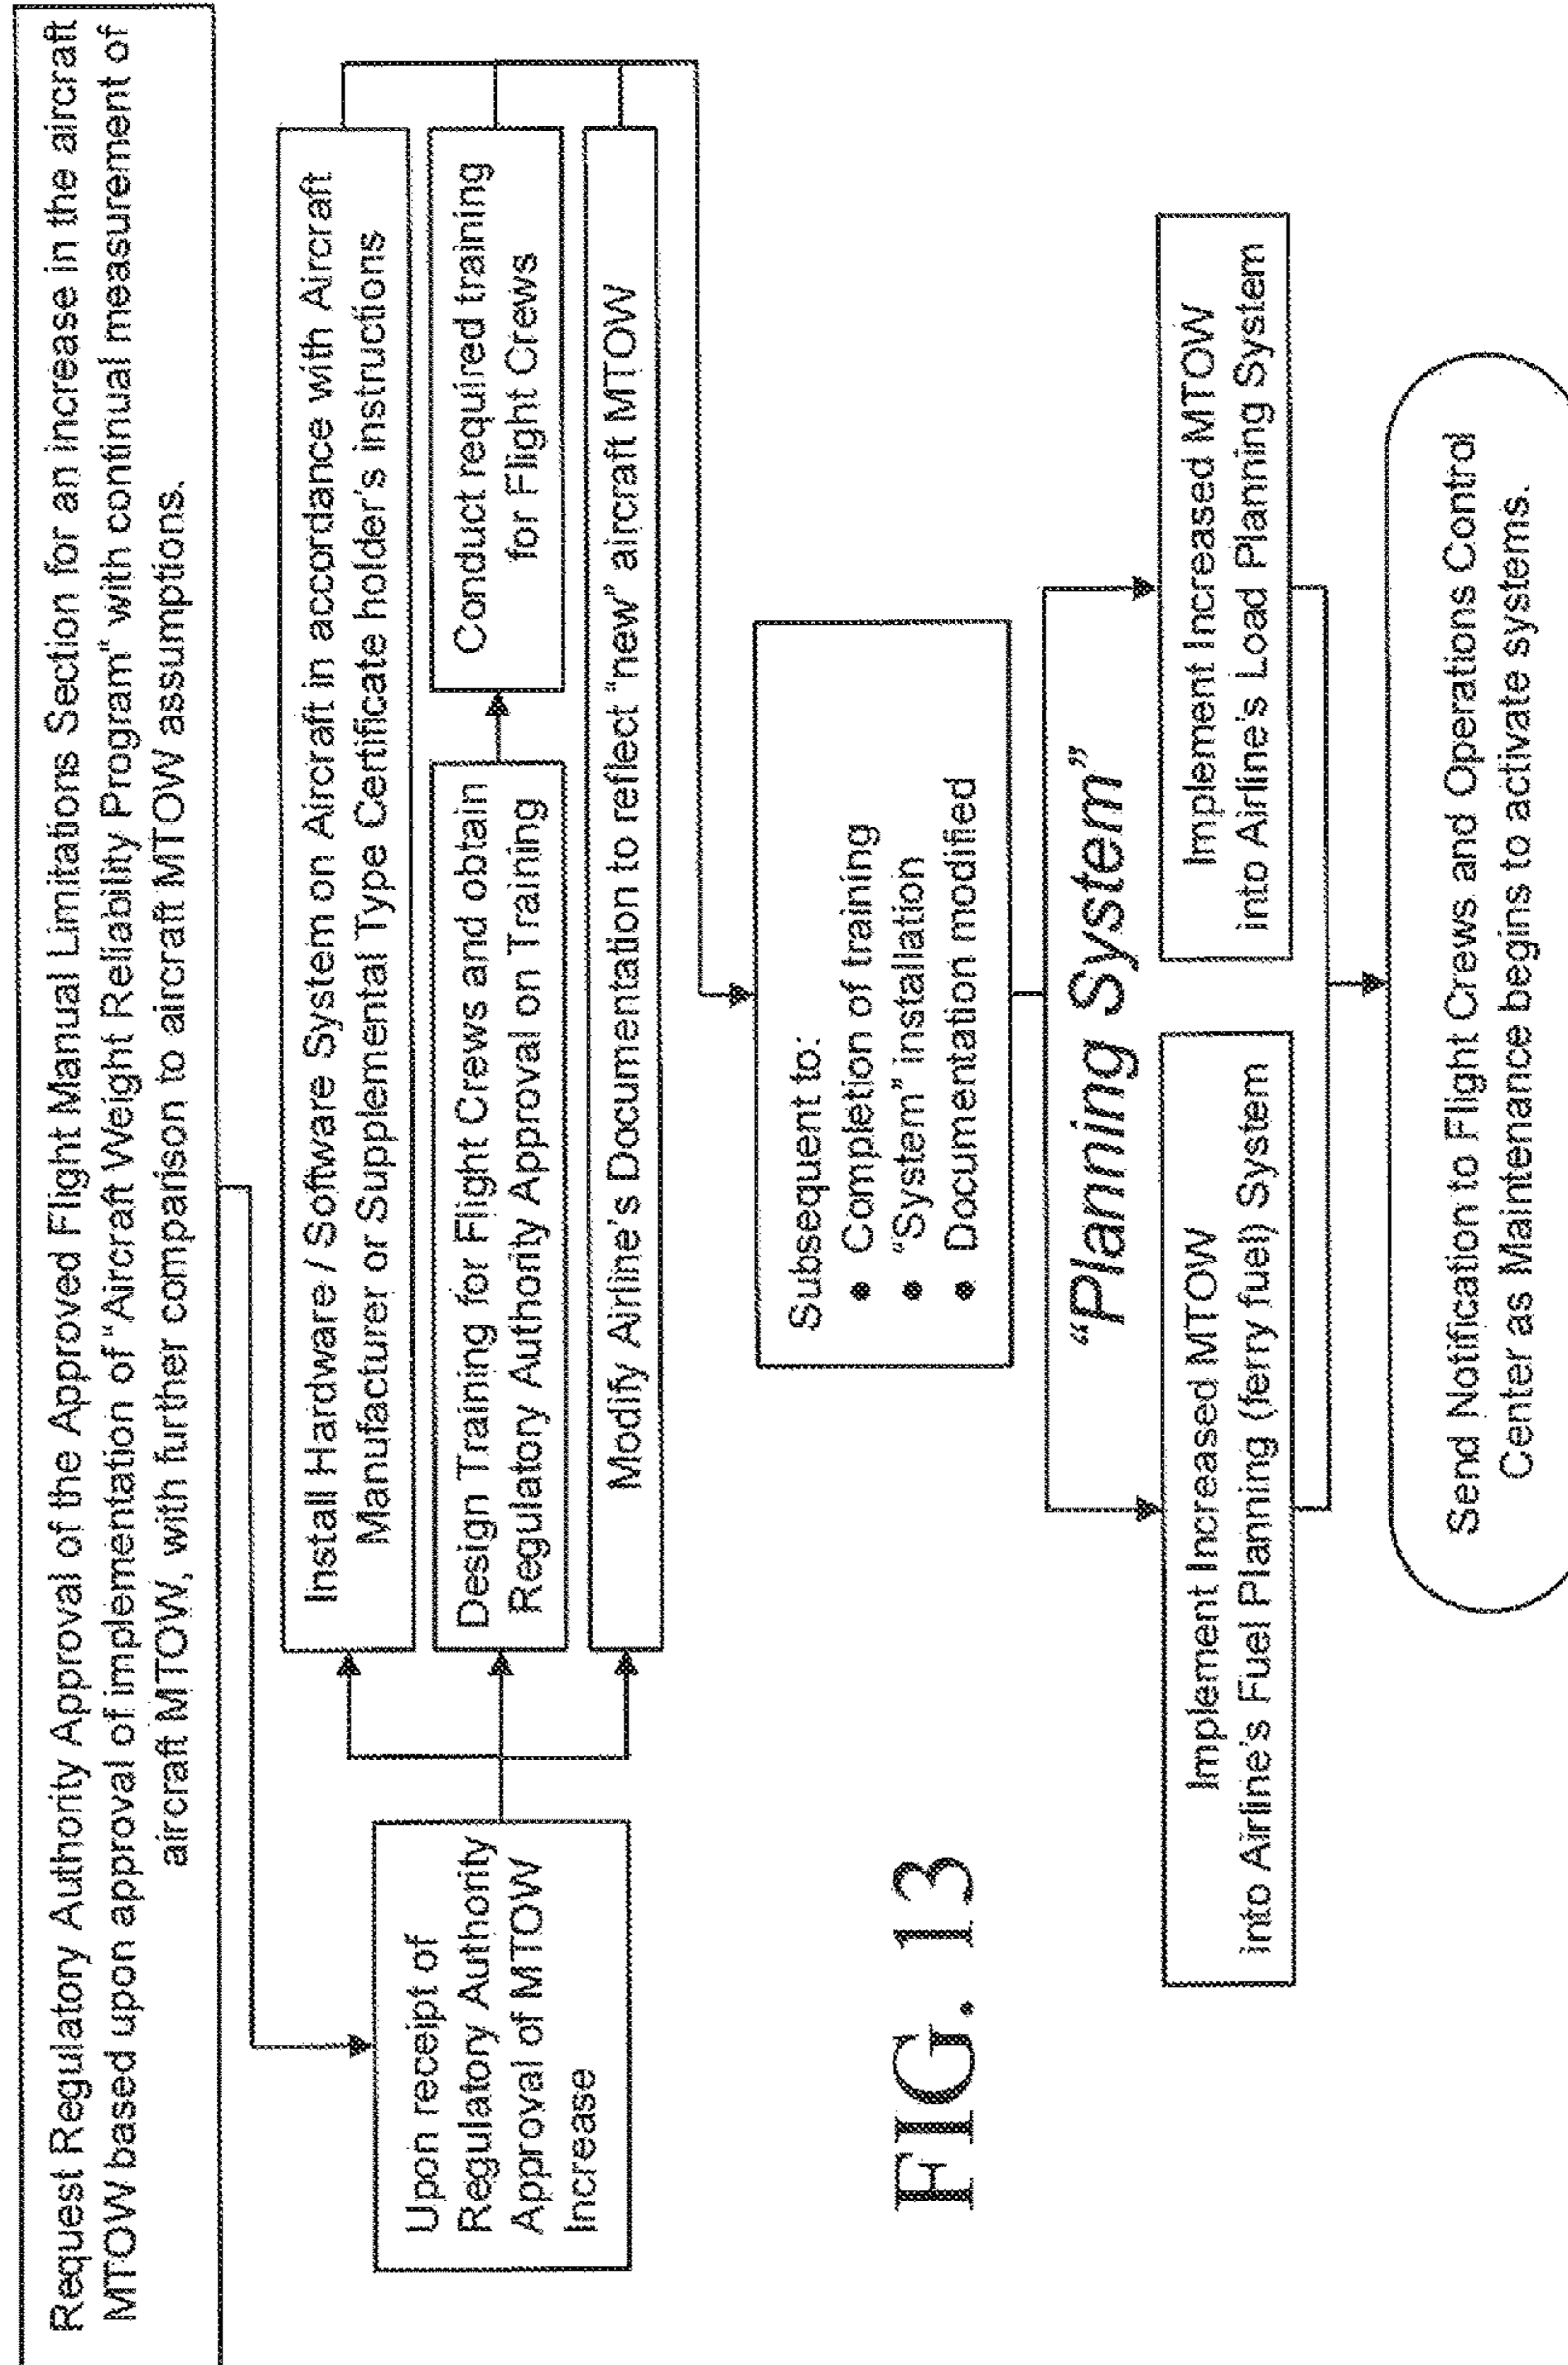 Request Regulatory Authority Approval of the Approved Flight Manual Limitations Section for an increase in the aircraft
MTOW based upon approval of implementation of "Aircraft Weight Reliability Program" with continual measurement of
aircraft MTOW, with further comparison to aircraft MTOW assumptions.
Upon receipt of
Regulatory Authority
Approval of MTOW
Increase
Install Hardware / Software System on Aircraft in accordance with Aircraft
Manufacturer or Supplemental Type Certificate holder's instructions
Design Training for Flight Crews and obtain
Regulatory Authority Approval on Training
Conduct required training
for Flight Crews
Modify Airline's Documentation to reflect "new" aircraft MTOW
Subsequent to:
● Completion of training
● "System" installation
● Documentation modified
"Planning System"
Implement Increased MTOW
into Airline's Fuel Planning (ferry fuel) System
Implement Increased MTOW
into Airline's Load Planning System
Send Notification to Flight Crews and Operations Control
Center as Maintenance begins to activate systems.
FIG. 13